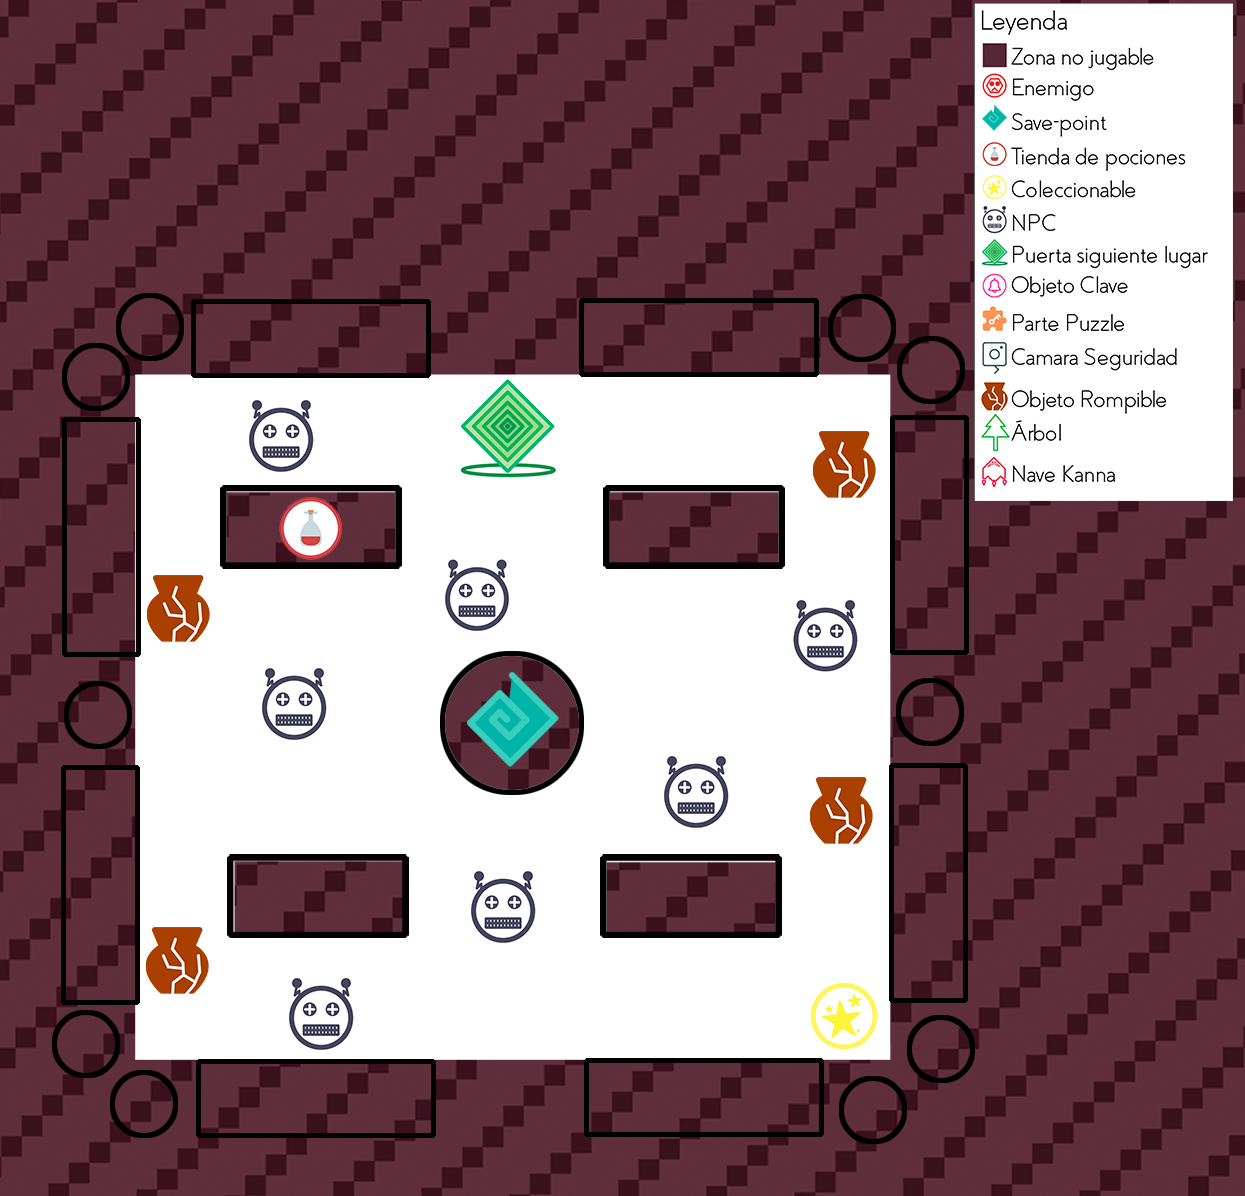 Leyenda
Zona no jugable
Enemigo
Save-point
Tienda de pociones
Coleccionable
NPC
Puerta siguiente lugar
Objeto Clave
Parte Puzzle
Camara Seguridad
Objeto Rompible
Árbol
Nave Kanna